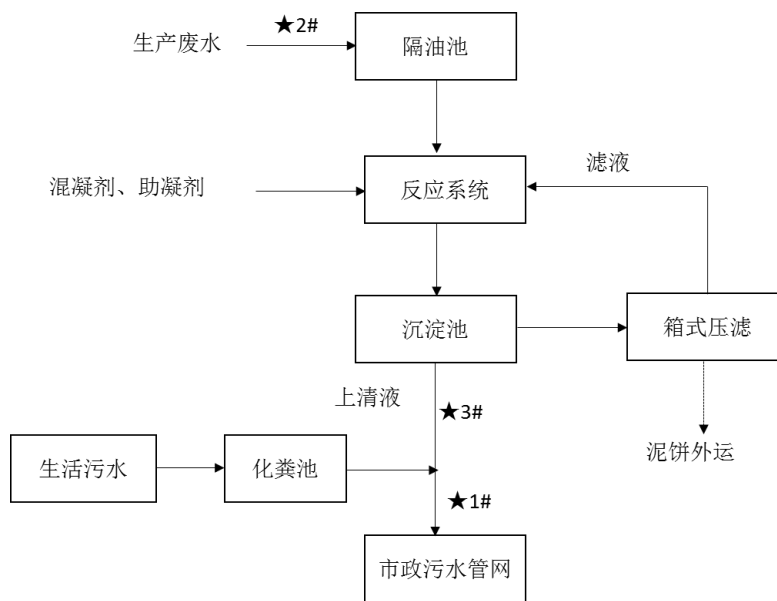 ★2#
生产废水
隔油池
滤液
混凝剂、助凝剂
反应系统
沉淀池
箱式压滤
上清液
★3#
泥饼外运
生活污水
化粪池
★1#
市政污水管网